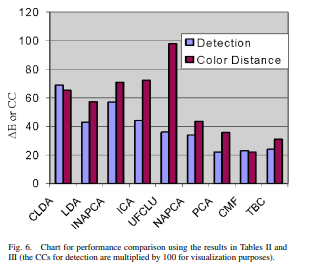 120
100
80
60
40
20
0
ΔE or CC
Detection
Color Distance
CLDA
LDA
INAPCA
ICA
UFCLU
NAPCA
PCA
CMF
TBC
Fig. 6. Chart for performance comparison using the results in Tables II and
III (the CCs for detection are multiplied by 100 for visualization purposes).